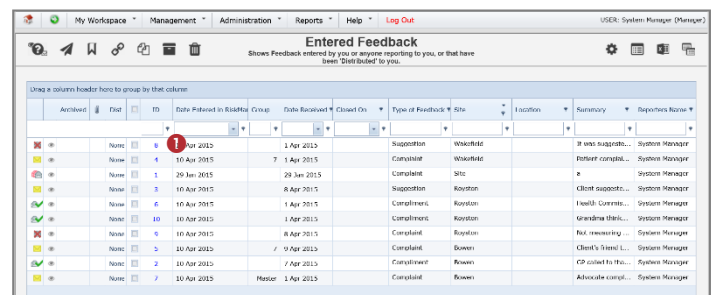 My Workspace Management Administration Reports Help Log Out USER: System Manager (Manager)
Entered Feedback
Shows Feedback entered by you or anyone reporting to you, or that have
been 'Distributed' to you.
Drag a column header here to group by that column
Archived Dist ID Date Entered in RiskMan Group Date Received Closed On Type of Feedback Site Location Summary Reporters Name
None 8 1 Apr 2015 1 Apr 2015 Suggestion Wakefield It was suggeste... System Manager
None 4 10 Apr 2015 7 1 Apr 2015 Complaint Wakefield Patient complai... System Manager
None 1 29 Jan 2015 29 Jan 2015 Complaint Site a System Manager
None 3 10 Apr 2015 8 Apr 2015 Suggestion Royston Client suggeste... System Manager
None 6 10 Apr 2015 1 Apr 2015 Compliment Royston Health Commis... System Manager
None 10 10 Apr 2015 1 Apr 2015 Compliment Royston Grandma think... System Manager
None 9 10 Apr 2015 8 Apr 2015 Complaint Royston Not measuring ... System Manager
None 5 10 Apr 2015 7 9 Apr 2015 Complaint Bowen Client's friend t... System Manager
None 2 10 Apr 2015 7 Apr 2015 Compliment Bowen GP called to tha... System Manager
None 7 10 Apr 2015 Master 1 Apr 2015 Complaint Bowen Advocate compl... System Manager